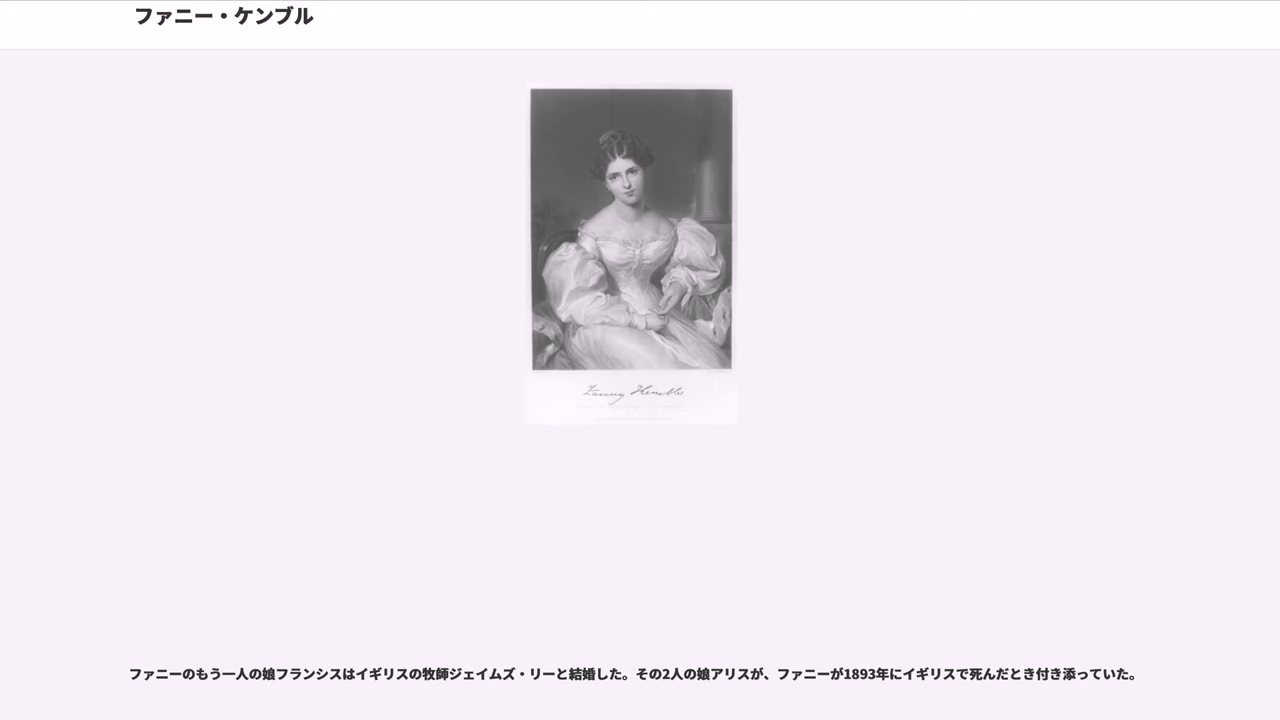 ファニー・ケンブル
Fanny Kemble
ファニーのもう一人の娘フランシスはイギリスの牧師ジェイムズ・リーと結婚した。その2人の娘アリスが、ファニーが1893年にイギリスで死んだとき付き添っていた。